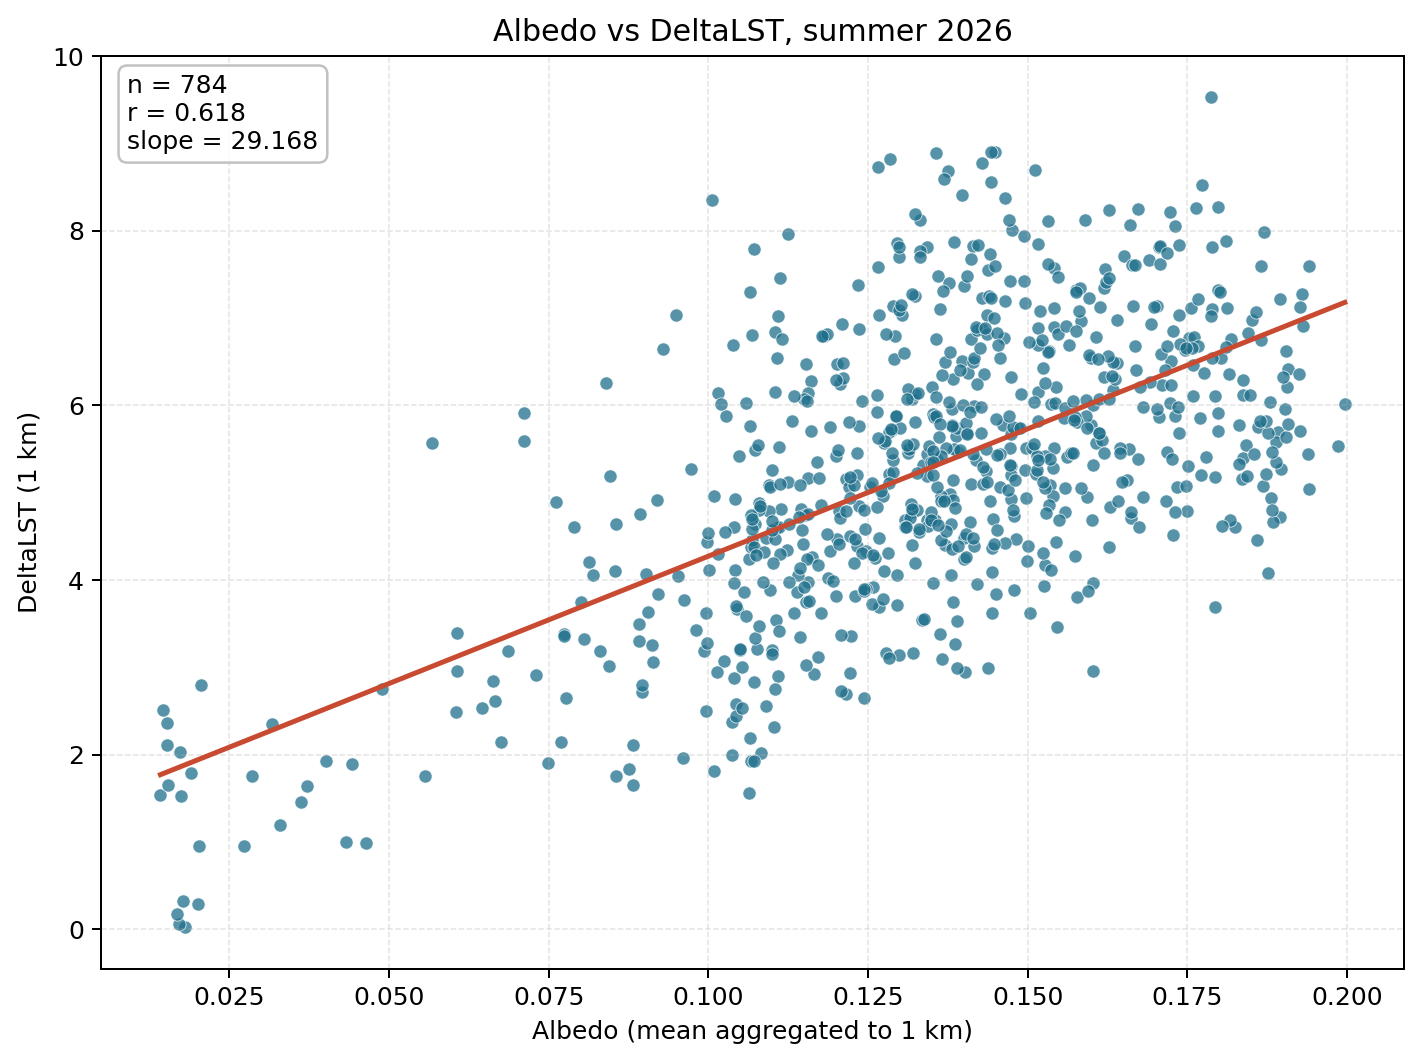 Albedo vs DeltaLST, summer 2026
n = 784
r = 0.618
slope = 29.168
10
8
6
4
2
0
DeltaLST (1 km)
0.025 0.050 0.075 0.100 0.125 0.150 0.175 0.200
Albedo (mean aggregated to 1 km)